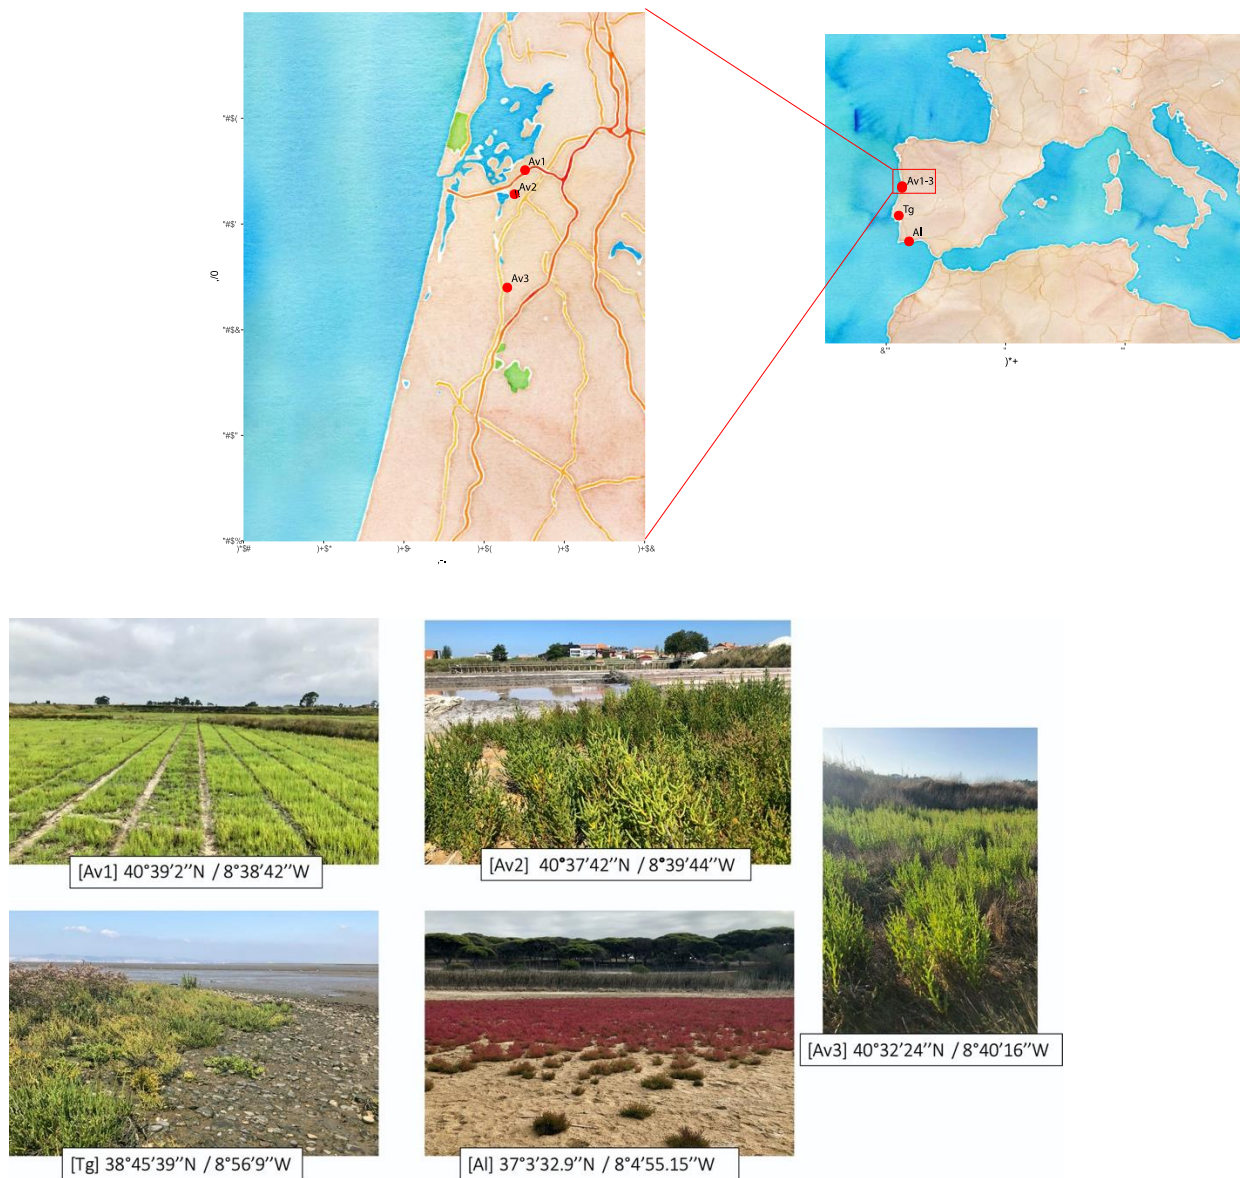 "#$(
"#$'
"#$&
"#$"
"#$%
)*$#
)+$*
)+$(
)+$
)+$&
Av1
Av2
Av3
Av1-3
Tg
Al
)*+
[Av1] 40°39'2''N / 8°38'42''W
[Av2] 40°37'42''N / 8°39'44''W
[Av3] 40°32'24''N / 8°40'16''W
[Tg] 38°45'39''N / 8°56'9''W
[Al] 37°3'32.9''N / 8°4'55.15''W